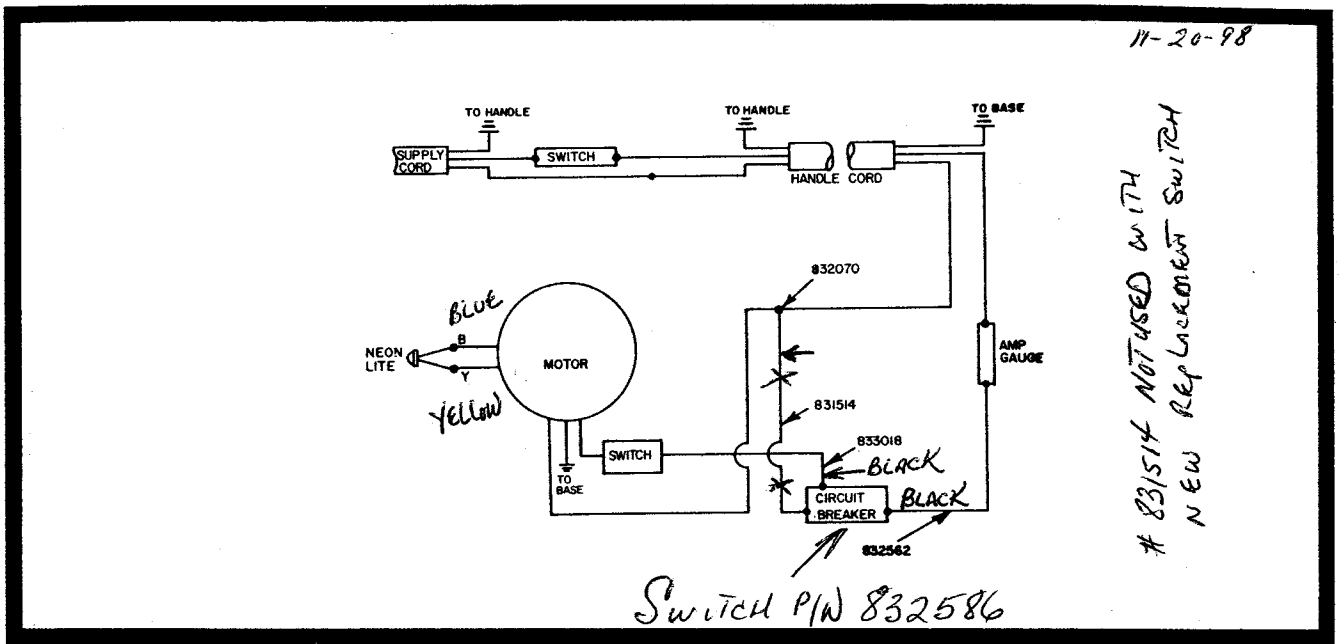 11-20-98
TO HANDLE
TO HANDLE
TO BASE
SUPPLY
CORD
SWITCH
HANDLE CORD
832070
BLUE
B
NEON
LITE
MOTOR
Y
YELLOW
AMP
GAUGE
831514
833018
SWITCH
BLACK
TO
BASE
CIRCUIT
BREAKER
BLACK
832562
SWITCH P/N 832586
# 831514 NOT USED WITH
NEW REPLACEMENT SWITCH